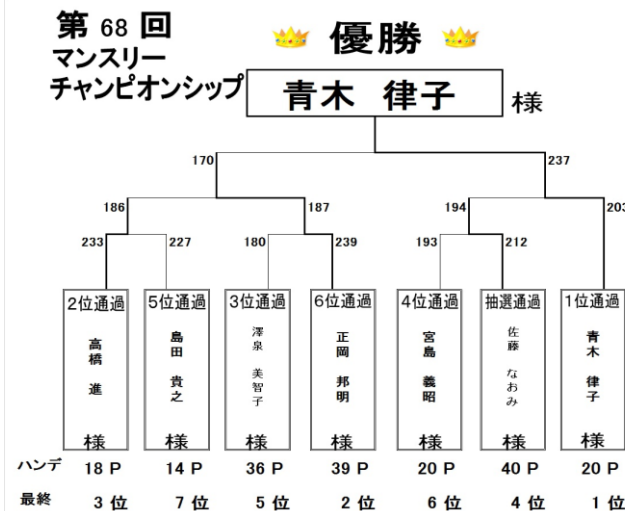 第 68 回
マンスリー
チャンピオンシップ
優勝
青木 律子
様
170
237
186
187
194
203
233
227
180
239
193
212
2位通過
5位通過
3位通過
6位通過
4位通過
抽選通過
1位通過
高橋 進
島田 貴之
澤泉 美智子
正岡 邦明
宮島 義昭
佐藤 なおみ
青木 律子
様 様 様 様 様 様 様
ハンデ 18 P 14 P 36 P 39 P 20 P 40 P 20 P
最終 3 位 7 位 5 位 2 位 6 位 4 位 1 位